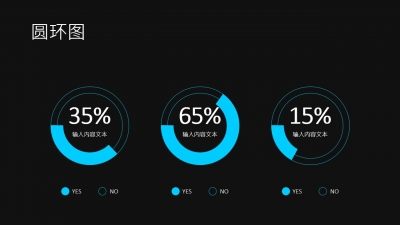 圆环图
35%
输入内容文本
65%
输入内容文本
15%
输入内容文本
YES NO
YES NO
YES NO